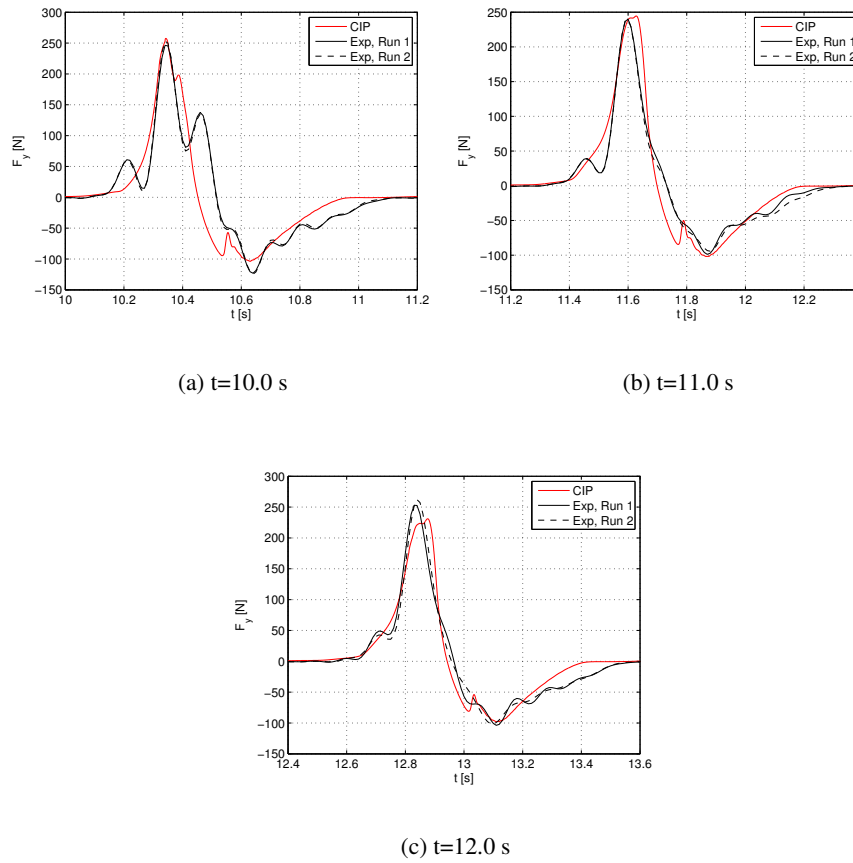 300
250
200
150
100
50
0
−50
−100
−150
F_y [N]
10 10.2 10.4 10.6 10.8 11 11.2
t [s]
CIP
Exp, Run 1
Exp, Run 2
(a) t=10.0 s
250
200
150
100
50
0
−50
−100
−150
F_y [N]
11.2 11.4 11.6 11.8 12 12.2
t [s]
CIP
Exp, Run 1
Exp, Run 2
(b) t=11.0 s
300
250
200
150
100
50
0
−50
−100
−150
F_y [N]
12.4 12.6 12.8 13 13.2 13.4 13.6
t [s]
CIP
Exp, Run 1
Exp, Run 2
(c) t=12.0 s